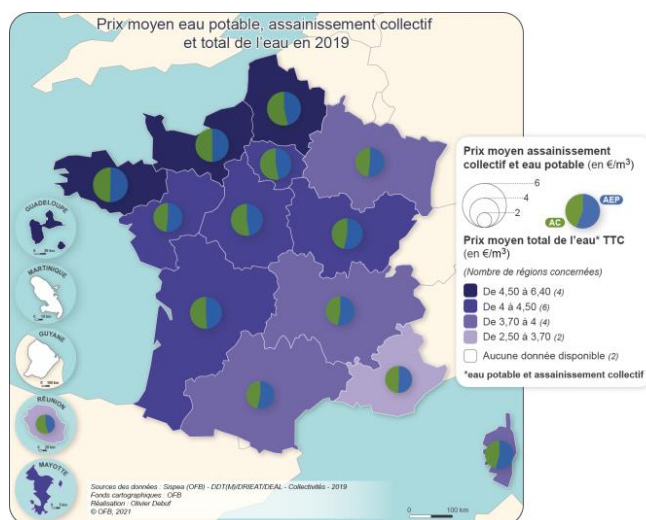 Prix moyen eau potable, assainissement collectif
et total de l'eau en 2019
GUADELOUPE
MARTINIQUE
GUYANE
100 km
RÉUNION
MAYOTTE
Sources des données : Sispea (OFB) - DDT(M)/DRIEAT/DEAL - Collectivités - 2019
Fonds cartographiques : OFB
Réalisation : Olivier Debuf
© OFB, 2021
0 100 km
Prix moyen assainissement
collectif et eau potable (en €/m³)
6
4
2
AC
AEP
Prix moyen total de l'eau* TTC
(en €/m³)
(Nombre de régions concernées)
De 4,50 à 6,40 (4)
De 4 à 4,50 (6)
De 3,70 à 4 (4)
De 2,50 à 3,70 (2)
Aucune donnée disponible (2)
*eau potable et assainissement collectif